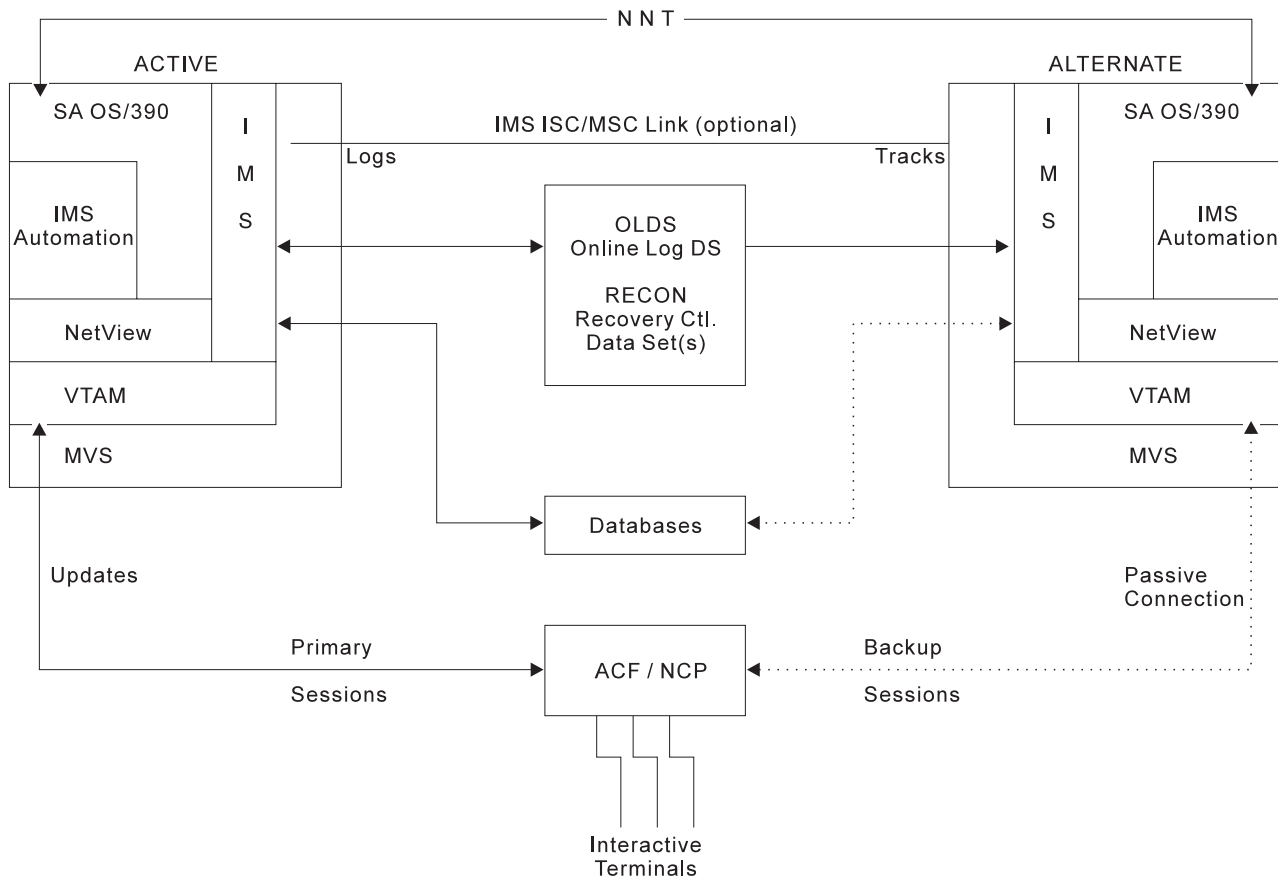 N N T
ACTIVE
ALTERNATE
SA OS/390
I
M
S
IMS ISC/MSC Link (optional)
I
M
S
SA OS/390
Logs
Tracks
IMS
Automation
OLDS
Online Log DS
RECON
Recovery Ctl.
Data Set(s)
IMS
Automation
NetView
NetView
VTAM
VTAM
MVS
MVS
Databases
Updates
Passive
Connection
Primary
Sessions
ACF / NCP
Backup
Sessions
Interactive
Terminals